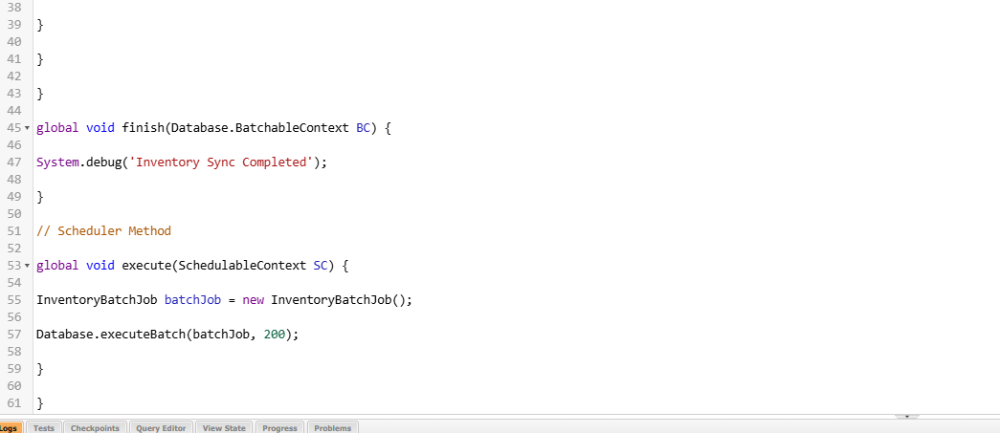 38
39 }
40
41 }
42
43 }
44
45 global void finish(Database.BatchableContext BC) {
46
47 System.debug('Inventory Sync Completed');
48
49 }
50
51 // Scheduler Method
52
53 global void execute(SchedulableContext SC) {
54
55 InventoryBatchJob batchJob = new InventoryBatchJob();
56
57 Database.executeBatch(batchJob, 200);
58
59 }
60
61 }
Logs Tests Checkpoints Query Editor View State Progress Problems